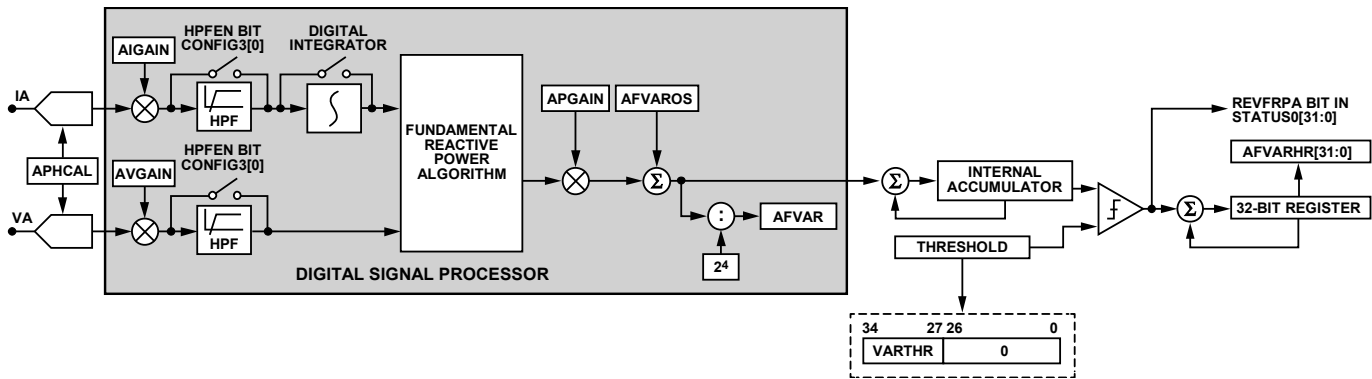 HPFEN BIT
CONFIG3[0]
DIGITAL
INTEGRATOR
AIGAIN
IA
HPF
APGAIN
AFVAROS
REVFRPA BIT IN
STATUS0[31:0]
FUNDAMENTAL
REACTIVE
POWER
ALGORITHM
HPFEN BIT
CONFIG3[0]
APHCAL
AVGAIN
Σ
Σ
INTERNAL
ACCUMULATOR
AFVARHR[31:0]
Σ
32-BIT REGISTER
VA
HPF
:
AFVAR
THRESHOLD
24
DIGITAL SIGNAL PROCESSOR
34 27 26 0
VARTHR 0